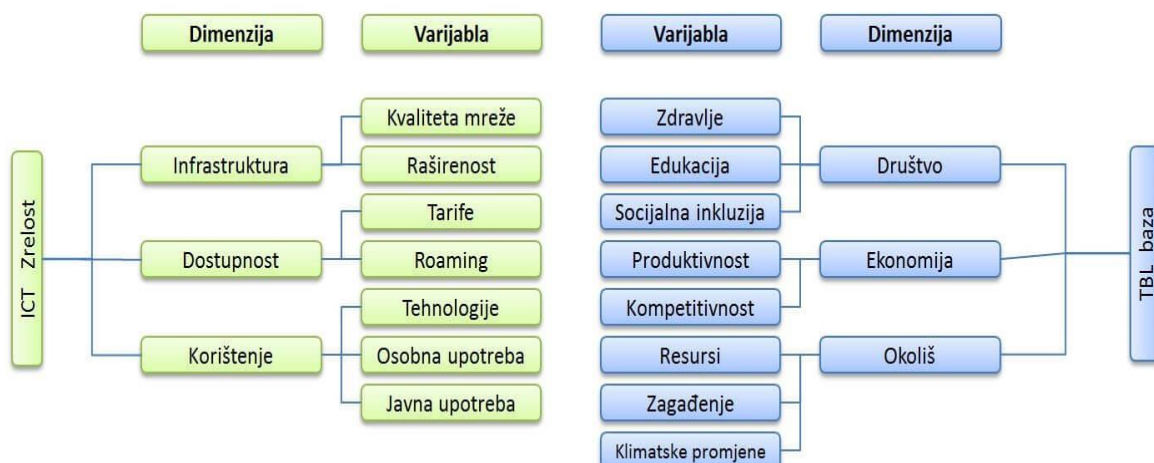 Dimenzija
Varijabla
Varijabla
Dimenzija
ICT Zrelost
Infrastruktura
Dostupnost
Korištenje
Kvaliteta mreže
Raširenost
Tarife
Roaming
Tehnologije
Osobna upotreba
Javna upotreba
Zdravlje
Edukacija
Socijalna inkluzija
Produktivnost
Kompetitivnost
Resursi
Zagađenje
Klimatske promjene
Društvo
Ekonomija
Okoliš
TBL baza